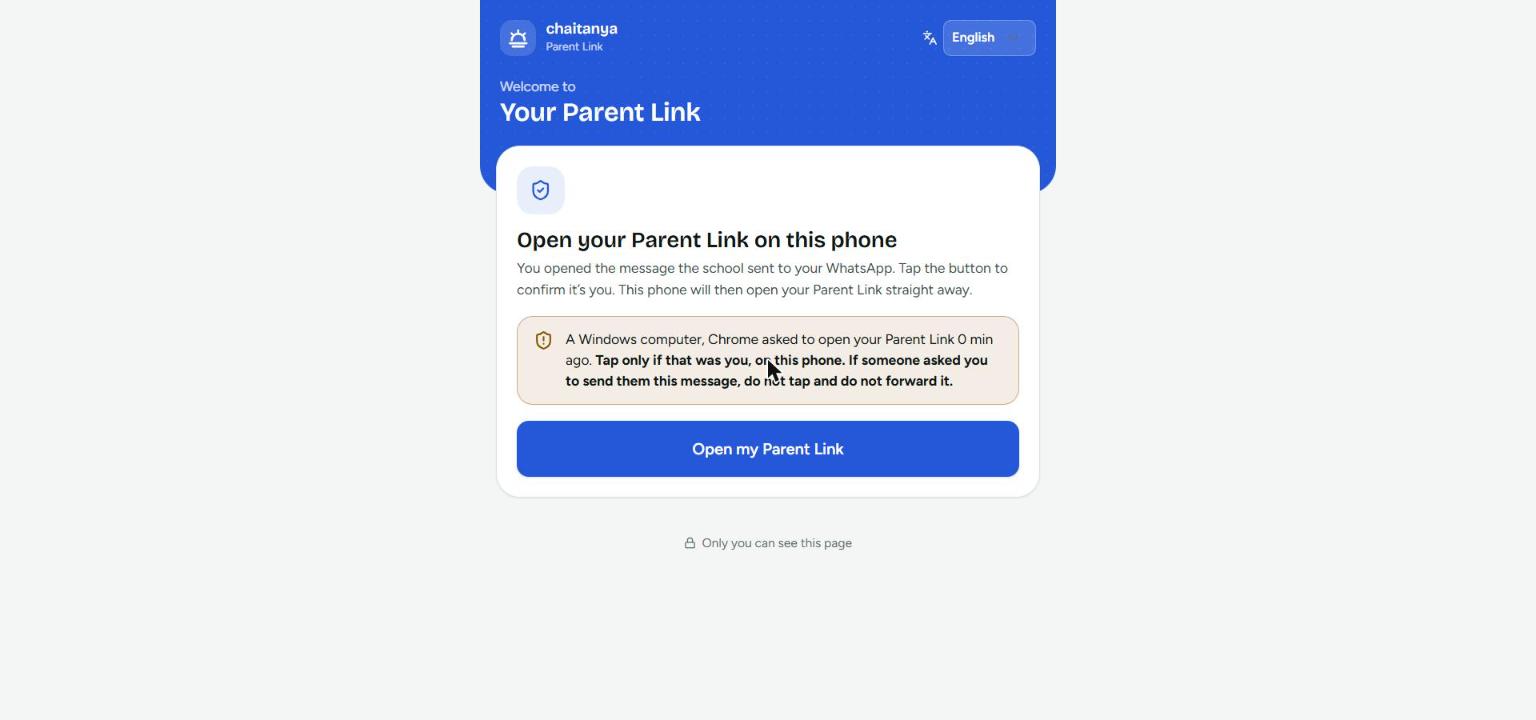 chaitanya
Parent Link
English
Welcome to
Your Parent Link
Open your Parent Link on this phone
You opened the message the school sent to your WhatsApp. Tap the button to
confirm it's you. This phone will then open your Parent Link straight away.
A Windows computer, Chrome asked to open your Parent Link 0 min
ago. Tap only if that was you, on this phone. If someone asked you
to send them this message, do not tap and do not forward it.
Open my Parent Link
Only you can see this page